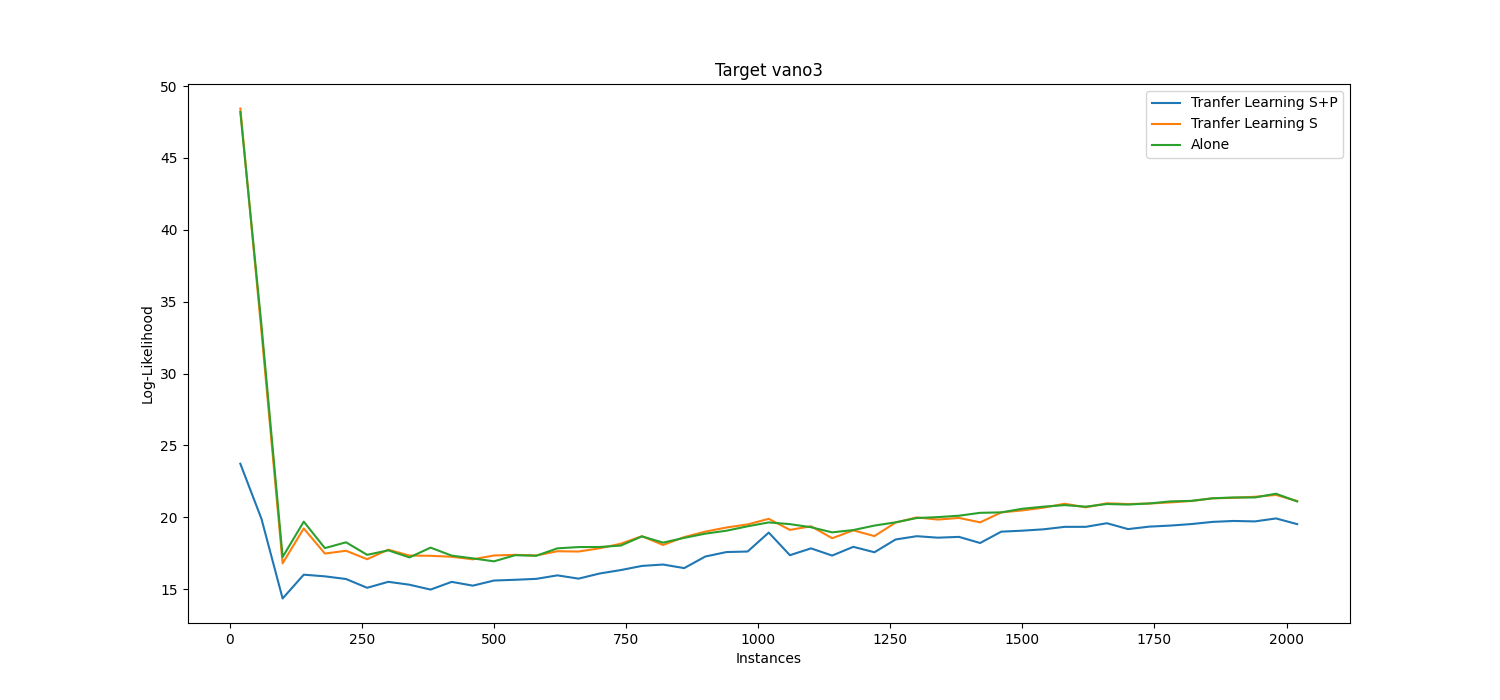 Target vano3
50
45
40
35
30
25
20
15
Log-Likelihood
Tranfer Learning S+P
Tranfer Learning S
Alone
0 250 500 750 1000 1250 1500 1750 2000
Instances